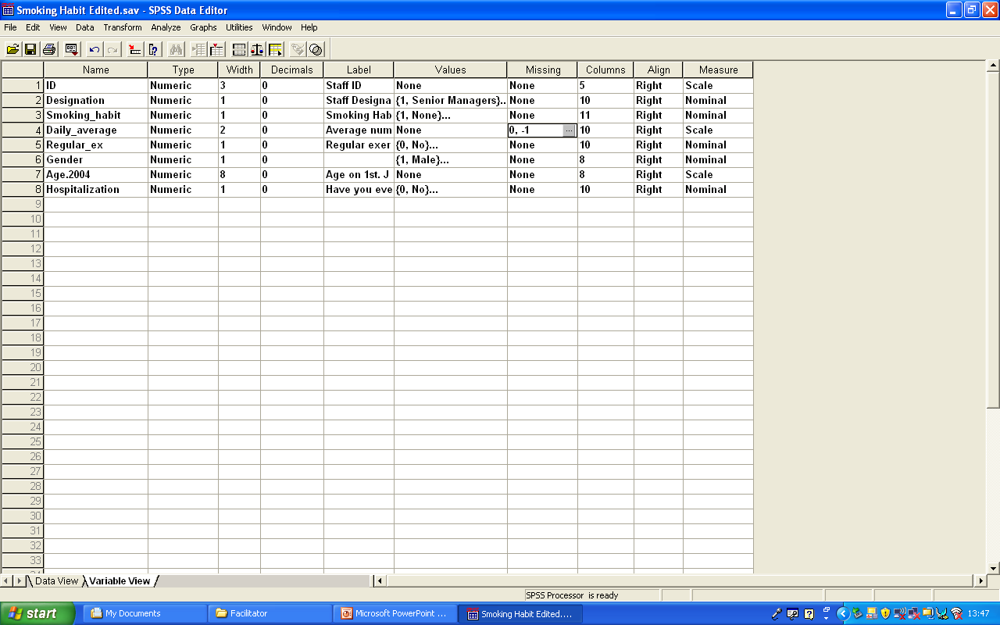 Smoking Habit Edited.sav - SPSS Data Editor
File Edit View Data Transform Analyze Graphs Utilities Window Help
Name Type Width Decimals Label Values Missing Columns Align Measure
1 ID Numeric 3 0 Staff ID None None 5 Right Scale
2 Designation Numeric 1 0 Staff Designa {1, Senior Managers}.. None 10 Right Nominal
3 Smoking_habit Numeric 1 0 Smoking Hab {1, None}... None 11 Right Nominal
4 Daily_average Numeric 2 0 Average num None 0, -1 ... 10 Right Scale
5 Regular_ex Numeric 1 0 Regular exer {0, No}... None 10 Right Nominal
6 Gender Numeric 1 0 {1, Male}... None 8 Right Nominal
7 Age.2004 Numeric 8 0 Age on 1st. J None None 8 Right Scale
8 Hospitalization Numeric 1 0 Have you eve {0, No}... None 10 Right Nominal
9
10
11
12
13
14
15
16
17
18
19
20
21
22
23
24
25
26
27
28
29
30
31
32
33
Data View Variable View
SPSS Processor is ready
start My Documents Facilitator Microsoft PowerPoint ... Smoking Habit Edited.... 13:47